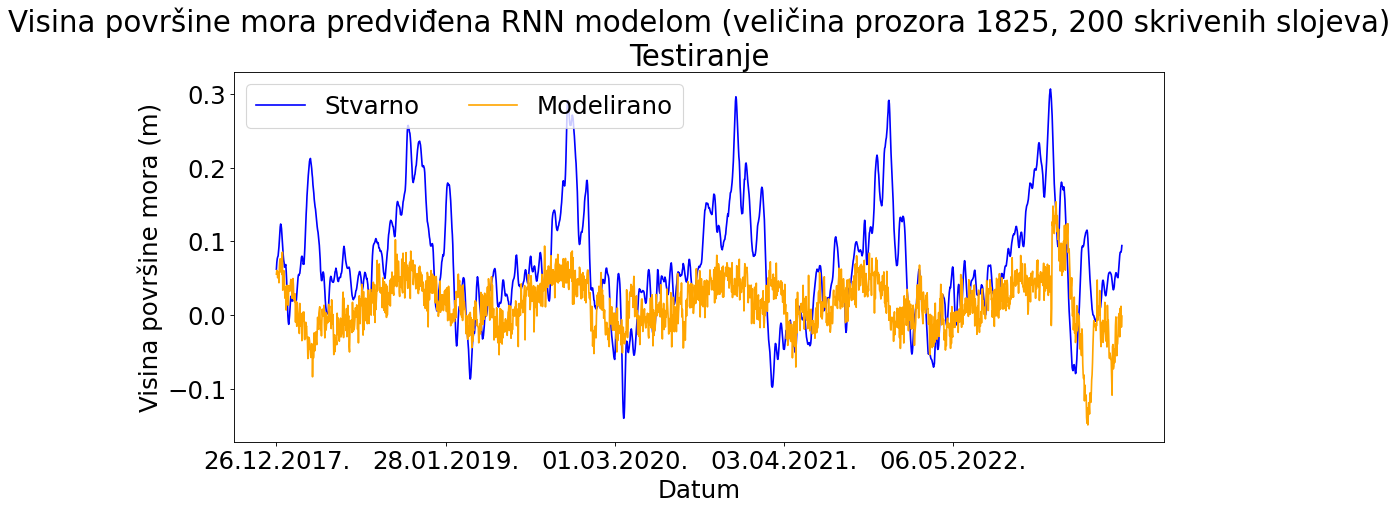 Visina površine mora predviđena RNN modelom (veličina prozora 1825, 200 skrivenih slojeva)
Testiranje
Stvarno Modelirano
Visina površine mora (m)
0.3
0.2
0.1
0.0
−0.1
26.12.2017. 28.01.2019. 01.03.2020. 03.04.2021. 06.05.2022.
Datum